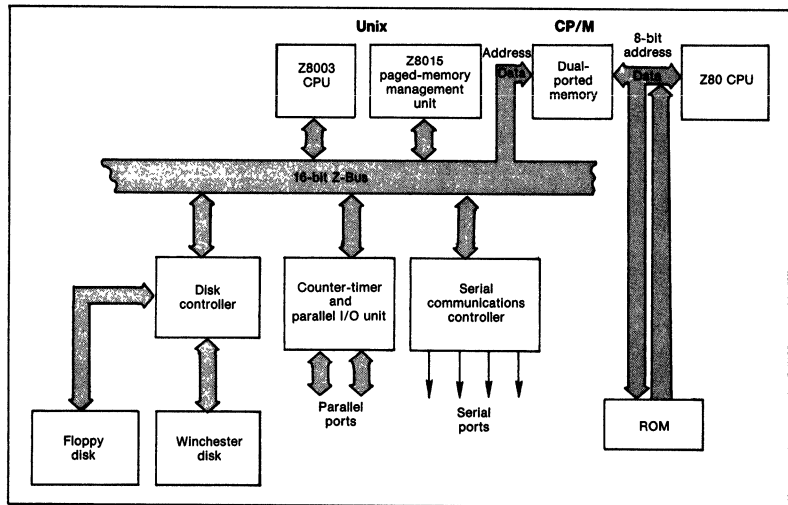 Unix
CP/M
Z8003
CPU
Z8015
paged-memory
management
unit
Address
Data
Dual-
ported
memory
8-bit
address
Data
Z80 CPU
16-bit Z-Bus
Disk
controller
Counter-timer
and
parallel I/O unit
Serial
communications
controller
Parallel
ports
Serial
ports
Floppy
disk
Winchester
disk
ROM